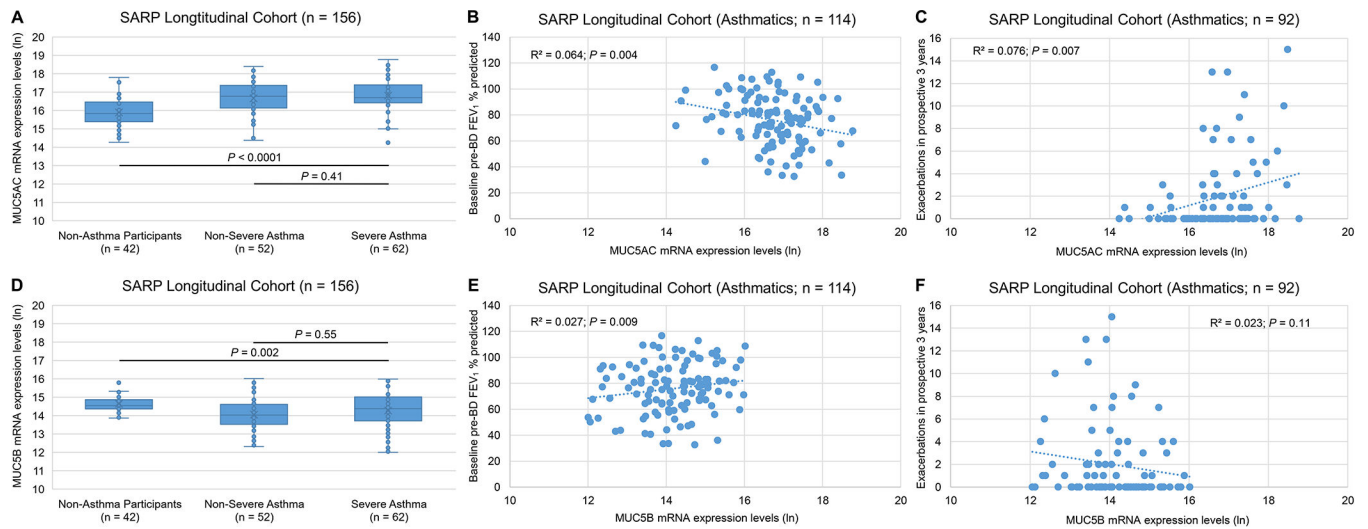 A
SARP Longtitudinal Cohort (n = 156)
MUC5AC mRNA expression levels (ln)
20
19
18
17
16
15
14
13
12
11
10
P < 0.0001
P = 0.41
Non-Asthma Participants
(n = 42)
Non-Severe Asthma
(n = 52)
Severe Asthma
(n = 62)
B
SARP Longitudinal Cohort (Asthmatics; n = 114)
Baseline pre-BD FEV₁ % predicted
140
120
100
80
60
40
20
0
R² = 0.064; P = 0.004
10 12 14 16 18 20
MUC5AC mRNA expression levels (ln)
C
SARP Longitudinal Cohort (Asthmatics; n = 92)
Exacerbations in prospective 3 years
16
14
12
10
8
6
4
2
0
R² = 0.076; P = 0.007
10 12 14 16 18 20
MUC5AC mRNA expression levels (ln)
D
SARP Longitudinal Cohort (n = 156)
MUC5B mRNA expression levels (ln)
20
19
18
17
16
15
14
13
12
11
10
P = 0.55
P = 0.002
Non-Asthma Participants
(n = 42)
Non-Severe Asthma
(n = 52)
Severe Asthma
(n = 62)
E
SARP Longitudinal Cohort (Asthmatics; n = 114)
Baseline pre-BD FEV₁ % predicted
140
120
100
80
60
40
20
0
R² = 0.027; P = 0.009
10 12 14 16 18 20
MUC5B mRNA expression levels (ln)
F
SARP Longitudinal Cohort (Asthmatics; n = 92)
Exacerbations in prospective 3 years
16
14
12
10
8
6
4
2
0
R² = 0.023; P = 0.11
10 12 14 16 18 20
MUC5B mRNA expression levels (ln)